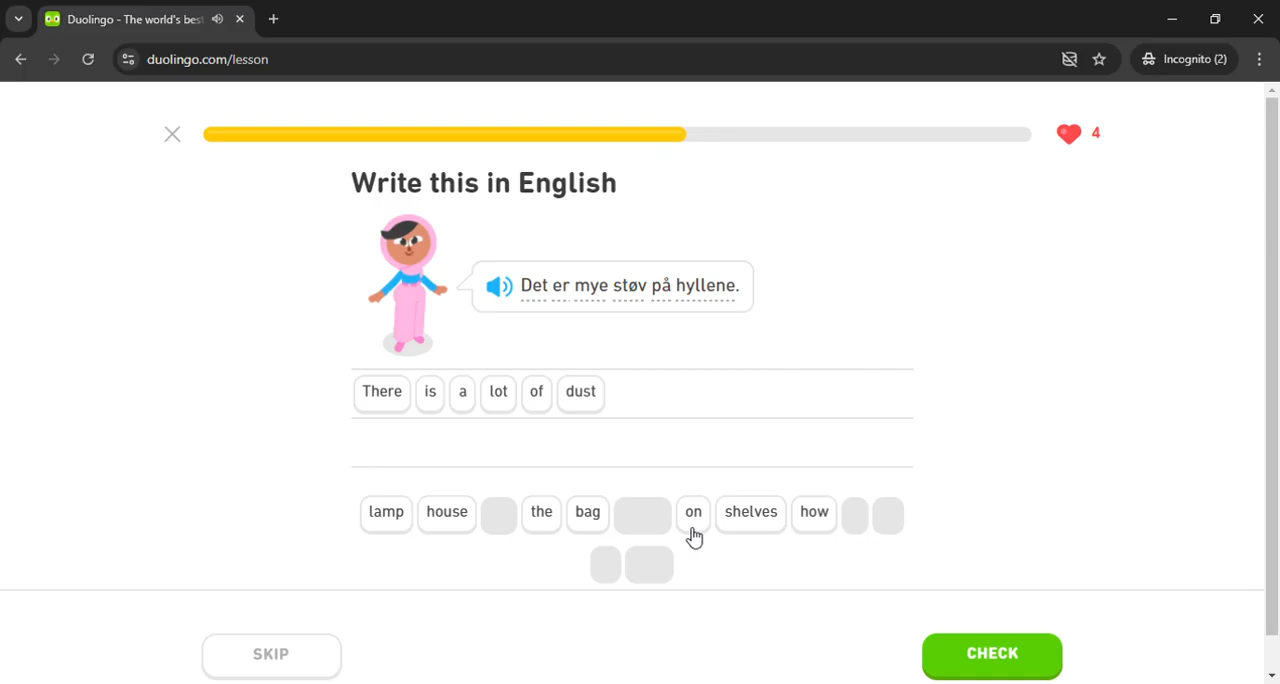 Duolingo - The world's bes
duolingo.com/lesson
Incognito (2)
4
Write this in English
Det er mye støv på hyllene.
There is a lot of dust
lamp house the bag on shelves how
SKIP CHECK